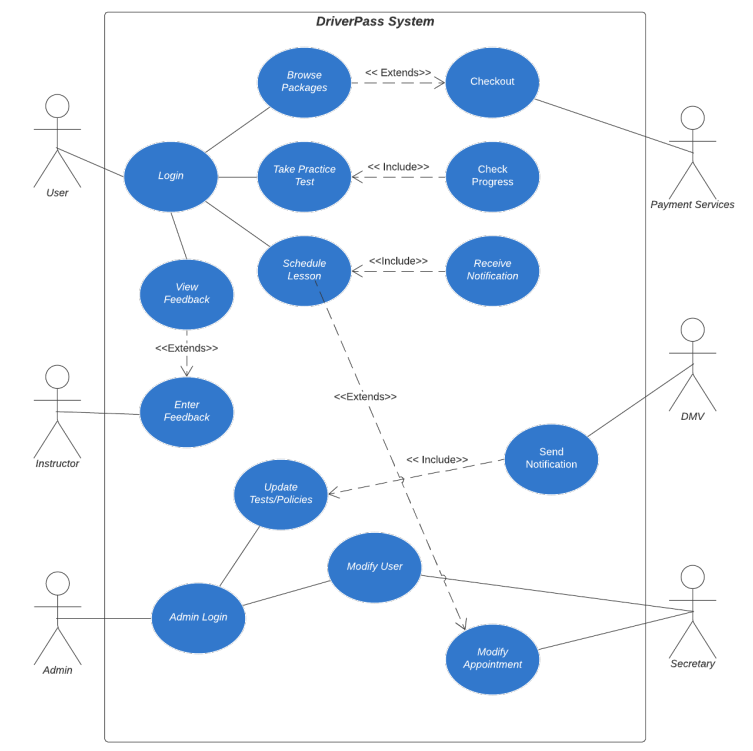 DriverPass System
Browse
Packages
<< Extends>>
Checkout
Login
Take Practice
Test
<< Include>>
Check
Progress
User
Payment Services
Schedule
Lesson
<<Include>>
Receive
Notification
View
Feedback
<<Extends>>
Enter
Feedback
<<Extends>>
Instructor
DMV
Send
Notification
<< Include>>
Update
Tests/Policies
Modify User
Admin Login
Admin
Modify
Appointment
Secretary